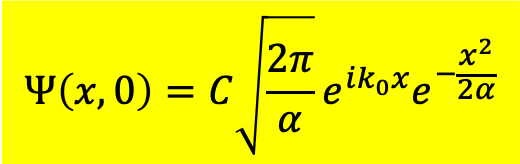 Ψ(x, 0) = C √(2π/α) e^{ik₀x} e^{−x²/2α}